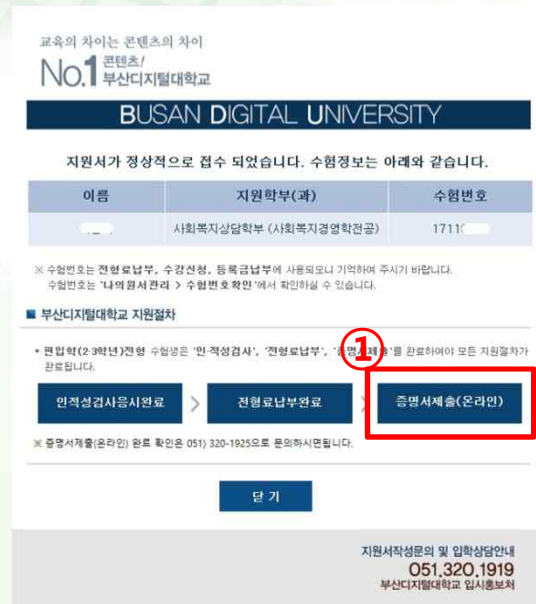 교육의 차이는 콘텐츠의 차이
No.1 콘텐츠!
부산디지털대학교
BUSAN DIGITAL UNIVERSITY
지원서가 정상적으로 접수 되었습니다. 수험정보는 아래와 같습니다.
이름 지원학부(과) 수험번호
사회복지상담학부 (사회복지경영학전공) 1711
※ 수험번호는 전형료납부, 수강신청, 등록금납부에 사용되오니 기억하여 주시기 바랍니다.
수험번호는 '나의원서관리 > 수험번호확인'에서 확인하실 수 있습니다.
■ 부산디지털대학교 지원절차
• 편입학(2·3학년)전형 수험생은 '인·적성검사', '전형료납부', '증명서제출'를 완료하여야 모든 지원절차가
완료됩니다.
①
인적성검사응시완료 > 전형료납부완료 > 증명서제출(온라인)
※ 증명서제출(온라인) 완료 확인은 051) 320-1925으로 문의하시면됩니다.
닫 기
지원서작성문의 및 입학상담안내
051.320.1919
부산디지털대학교 입시홍보처